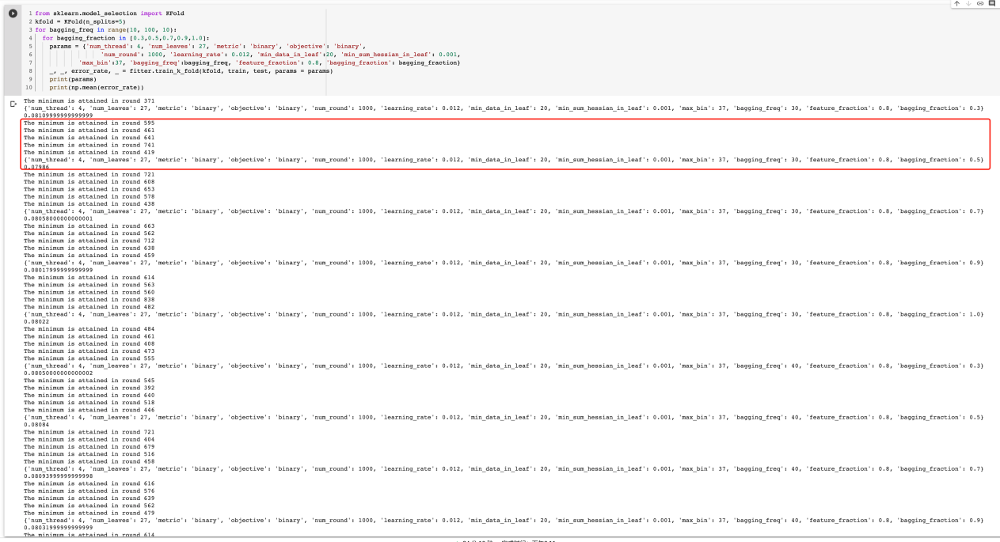 1 from sklearn.model_selection import KFold
2 kfold = KFold(n_splits=5)
3 for bagging_freq in range(10, 100, 10):
4 for bagging_fraction in [0.3,0.5,0.7,0.9,1.0]:
5 params = {'num_thread': 4, 'num_leaves': 27, 'metric': 'binary', 'objective': 'binary',
6 'num_round': 1000, 'learning_rate': 0.012, 'min_data_in_leaf':20, 'min_sum_hessian_in_leaf': 0.001,
7 'max_bin':37, 'bagging_freq':bagging_freq, 'feature_fraction': 0.8, 'bagging_fraction': bagging_fraction}
8 _, _, error_rate, _ = fitter.train_k_fold(kfold, train, test, params = params)
9 print(params)
10 print(np.mean(error_rate))
The minimum is attained in round 371
{'num_thread': 4, 'num_leaves': 27, 'metric': 'binary', 'objective': 'binary', 'num_round': 1000, 'learning_rate': 0.012, 'min_data_in_leaf': 20, 'min_sum_hessian_in_leaf': 0.001, 'max_bin': 37, 'bagging_freq': 30, 'feature_fraction': 0.8, 'bagging_fraction': 0.3}
0.08109999999999999
The minimum is attained in round 595
The minimum is attained in round 461
The minimum is attained in round 641
The minimum is attained in round 741
The minimum is attained in round 419
{'num_thread': 4, 'num_leaves': 27, 'metric': 'binary', 'objective': 'binary', 'num_round': 1000, 'learning_rate': 0.012, 'min_data_in_leaf': 20, 'min_sum_hessian_in_leaf': 0.001, 'max_bin': 37, 'bagging_freq': 30, 'feature_fraction': 0.8, 'bagging_fraction': 0.5}
0.07986
The minimum is attained in round 721
The minimum is attained in round 608
The minimum is attained in round 653
The minimum is attained in round 578
The minimum is attained in round 438
{'num_thread': 4, 'num_leaves': 27, 'metric': 'binary', 'objective': 'binary', 'num_round': 1000, 'learning_rate': 0.012, 'min_data_in_leaf': 20, 'min_sum_hessian_in_leaf': 0.001, 'max_bin': 37, 'bagging_freq': 30, 'feature_fraction': 0.8, 'bagging_fraction': 0.7}
0.08058000000000001
The minimum is attained in round 663
The minimum is attained in round 562
The minimum is attained in round 712
The minimum is attained in round 638
The minimum is attained in round 459
{'num_thread': 4, 'num_leaves': 27, 'metric': 'binary', 'objective': 'binary', 'num_round': 1000, 'learning_rate': 0.012, 'min_data_in_leaf': 20, 'min_sum_hessian_in_leaf': 0.001, 'max_bin': 37, 'bagging_freq': 30, 'feature_fraction': 0.8, 'bagging_fraction': 0.9}
0.08017999999999999
The minimum is attained in round 614
The minimum is attained in round 563
The minimum is attained in round 560
The minimum is attained in round 838
The minimum is attained in round 482
{'num_thread': 4, 'num_leaves': 27, 'metric': 'binary', 'objective': 'binary', 'num_round': 1000, 'learning_rate': 0.012, 'min_data_in_leaf': 20, 'min_sum_hessian_in_leaf': 0.001, 'max_bin': 37, 'bagging_freq': 30, 'feature_fraction': 0.8, 'bagging_fraction': 1.0}
0.08022
The minimum is attained in round 484
The minimum is attained in round 461
The minimum is attained in round 408
The minimum is attained in round 473
The minimum is attained in round 555
{'num_thread': 4, 'num_leaves': 27, 'metric': 'binary', 'objective': 'binary', 'num_round': 1000, 'learning_rate': 0.012, 'min_data_in_leaf': 20, 'min_sum_hessian_in_leaf': 0.001, 'max_bin': 37, 'bagging_freq': 40, 'feature_fraction': 0.8, 'bagging_fraction': 0.3}
0.08050000000000002
The minimum is attained in round 545
The minimum is attained in round 392
The minimum is attained in round 640
The minimum is attained in round 518
The minimum is attained in round 446
{'num_thread': 4, 'num_leaves': 27, 'metric': 'binary', 'objective': 'binary', 'num_round': 1000, 'learning_rate': 0.012, 'min_data_in_leaf': 20, 'min_sum_hessian_in_leaf': 0.001, 'max_bin': 37, 'bagging_freq': 40, 'feature_fraction': 0.8, 'bagging_fraction': 0.5}
0.08084
The minimum is attained in round 721
The minimum is attained in round 404
The minimum is attained in round 679
The minimum is attained in round 516
The minimum is attained in round 458
{'num_thread': 4, 'num_leaves': 27, 'metric': 'binary', 'objective': 'binary', 'num_round': 1000, 'learning_rate': 0.012, 'min_data_in_leaf': 20, 'min_sum_hessian_in_leaf': 0.001, 'max_bin': 37, 'bagging_freq': 40, 'feature_fraction': 0.8, 'bagging_fraction': 0.7}
0.08093999999999998
The minimum is attained in round 616
The minimum is attained in round 576
The minimum is attained in round 639
The minimum is attained in round 562
The minimum is attained in round 479
{'num_thread': 4, 'num_leaves': 27, 'metric': 'binary', 'objective': 'binary', 'num_round': 1000, 'learning_rate': 0.012, 'min_data_in_leaf': 20, 'min_sum_hessian_in_leaf': 0.001, 'max_bin': 37, 'bagging_freq': 40, 'feature_fraction': 0.8, 'bagging_fraction': 0.9}
0.08031999999999999
The minimum is attained in round 614